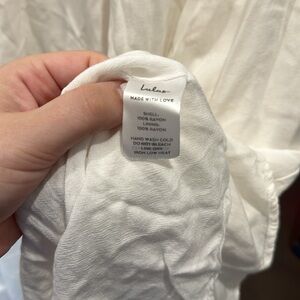 Lulus
MADE WITH LOVE
SHELL:
100% RAYON
LINING:
100% RAYON
HAND WASH COLD
DO NOT BLEACH
LINE DRY
IRON LOW HEAT